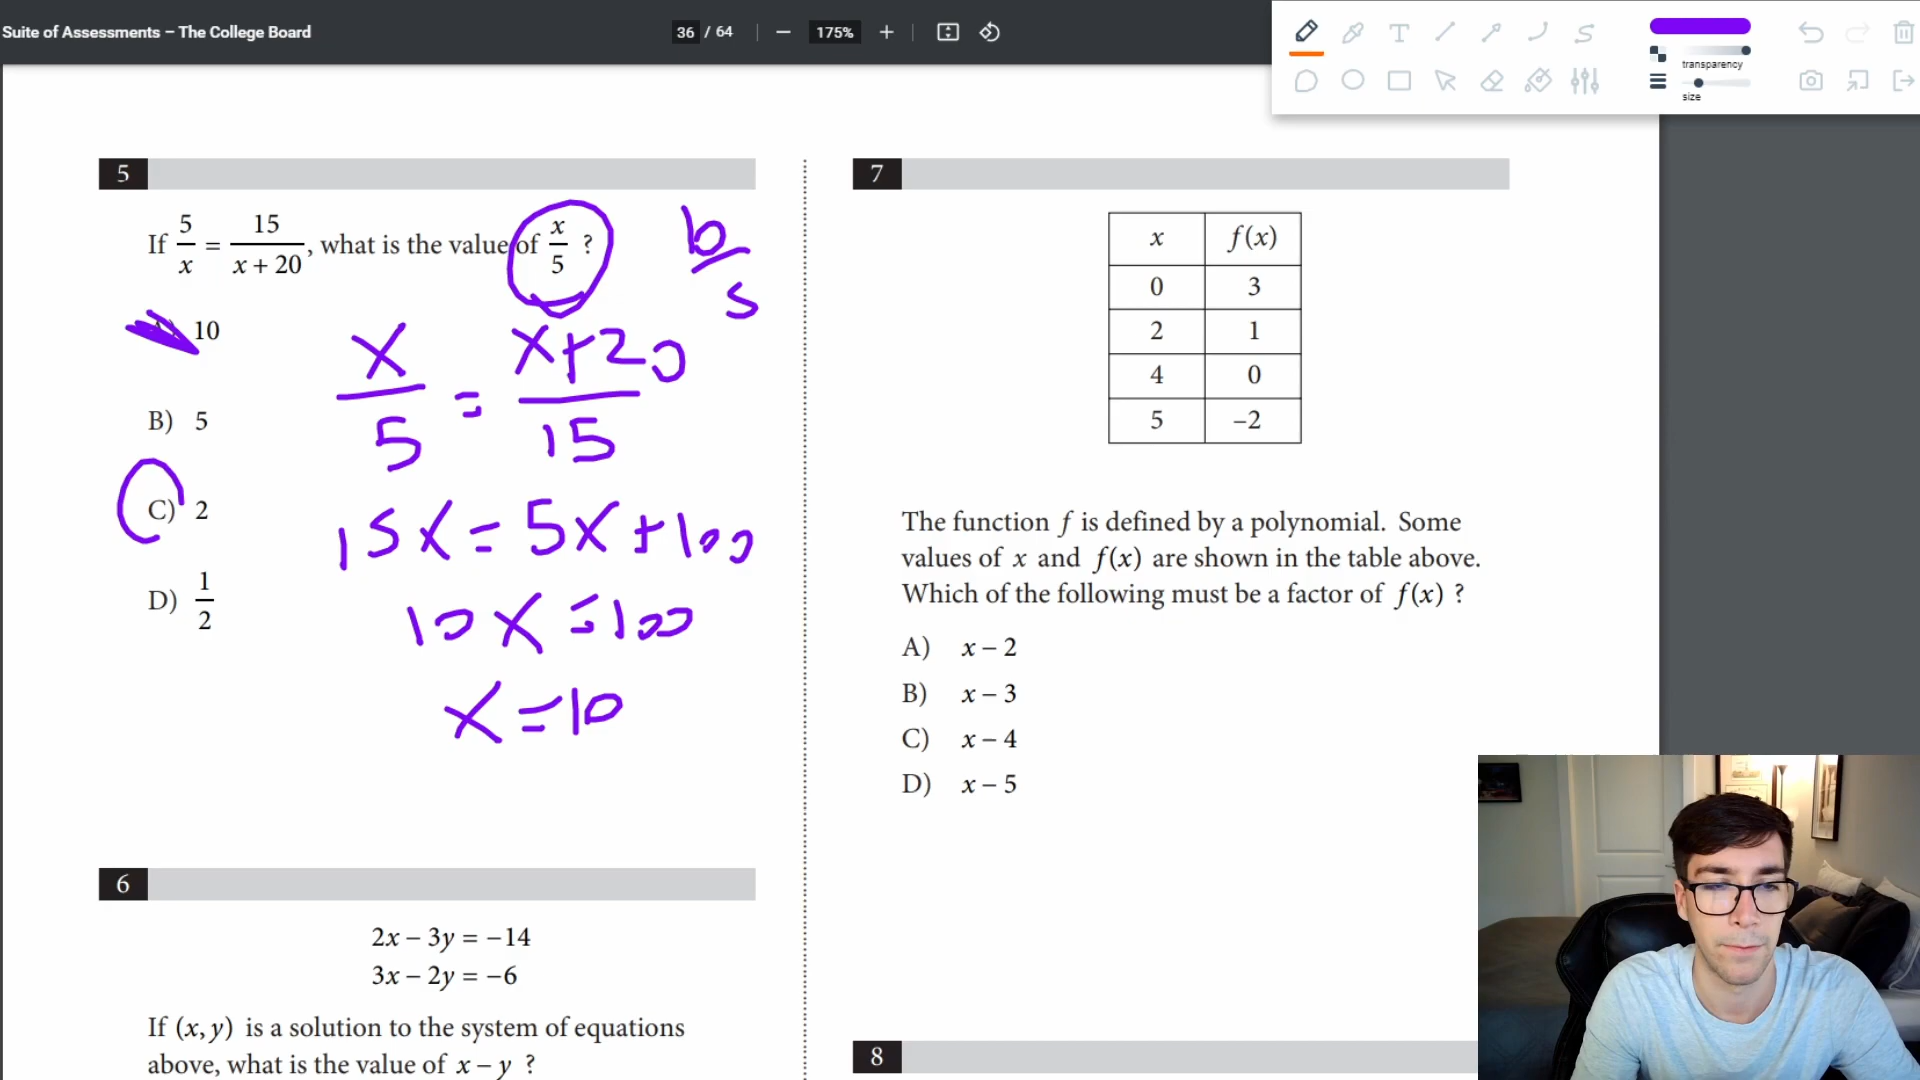 Suite of Assessments – The College Board
36 / 64
175%
transparency
size
5
If 5/x = 15/(x + 20), what is the value of x/5 ?
10
B) 5
C) 2
D) 1/2
x/5 = x+20/15
15x = 5x + 100
10x = 100
x = 10
6
2x – 3y = –14
3x – 2y = –6
If (x, y) is a solution to the system of equations
above, what is the value of x – y ?
7
x f(x)
0 3
2 1
4 0
5 –2
The function f is defined by a polynomial. Some
values of x and f(x) are shown in the table above.
Which of the following must be a factor of f(x) ?
A) x – 2
B) x – 3
C) x – 4
D) x – 5
8